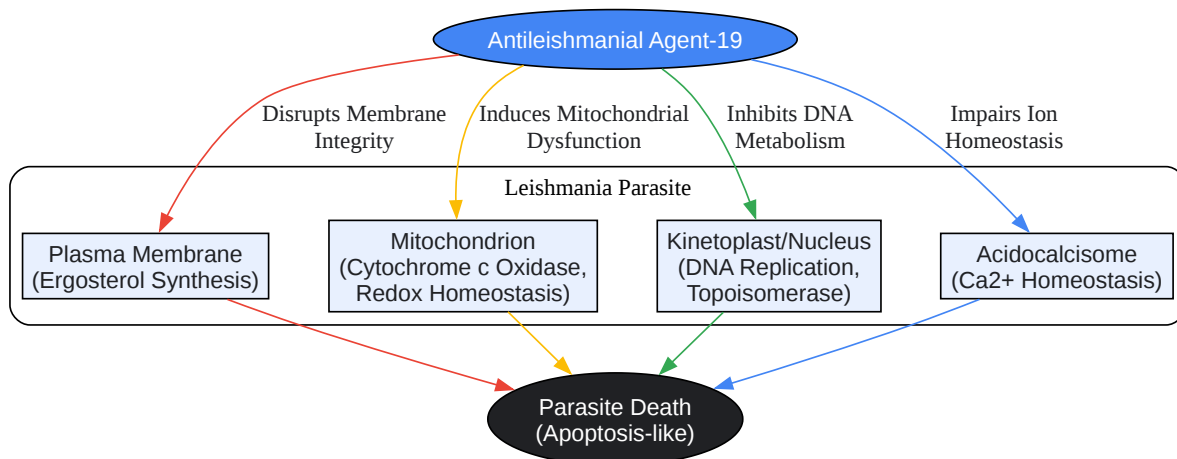 Antileishmanial Agent-19
Disrupts Membrane
Integrity
Induces Mitochondrial
Dysfunction
Inhibits DNA
Metabolism
Impairs Ion
Homeostasis
Leishmania Parasite
Plasma Membrane
(Ergosterol Synthesis)
Mitochondrion
(Cytochrome c Oxidase,
Redox Homeostasis)
Kinetoplast/Nucleus
(DNA Replication,
Topoisomerase)
Acidocalcisome
(Ca2+ Homeostasis)
Parasite Death
(Apoptosis-like)